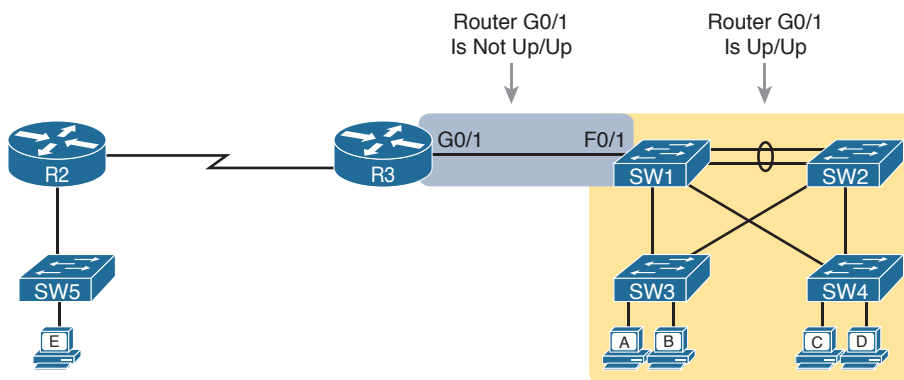 Router G0/1
Is Not Up/Up
Router G0/1
Is Up/Up
G0/1
F0/1
R2
R3
SW1
SW2
SW5
SW3
SW4
E
A
B
C
D